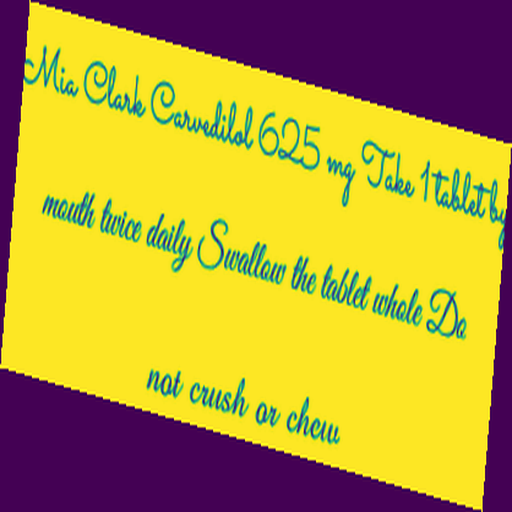 Mia Clark Carvedilol 625 mg Take 1 tablet by
mouth twice daily Swallow the tablet whole Do
not crush or chew